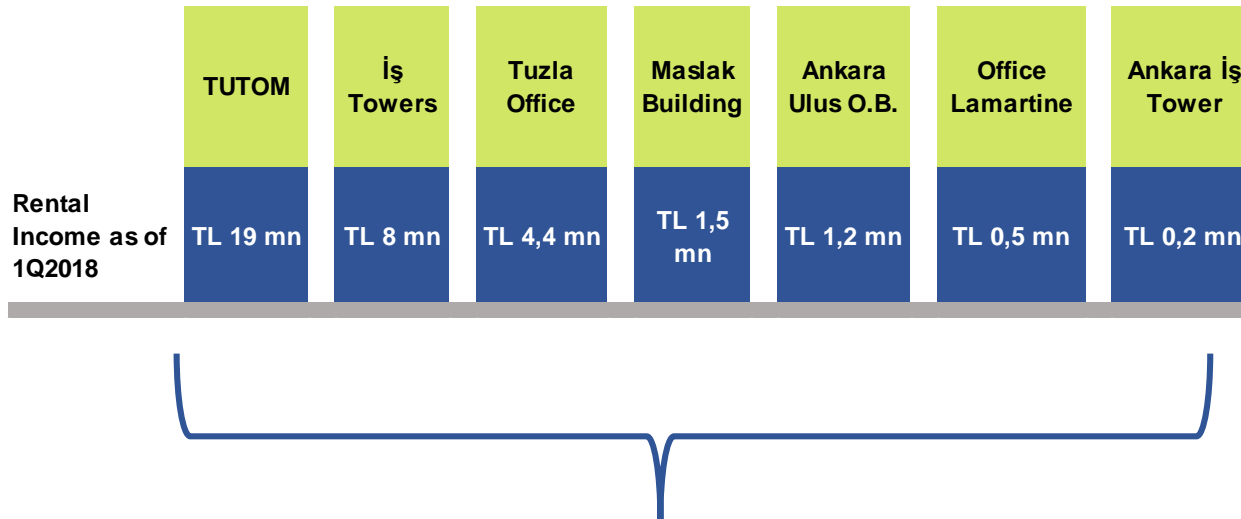 TUTOM
İş
Towers
Tuzla
Office
Maslak
Building
Ankara
Ulus O.B.
Office
Lamartine
Ankara İş
Tower
Rental
Income as of
1Q2018
TL 19 mn
TL 8 mn
TL 4,4 mn
TL 1,5
mn
TL 1,2 mn
TL 0,5 mn
TL 0,2 mn